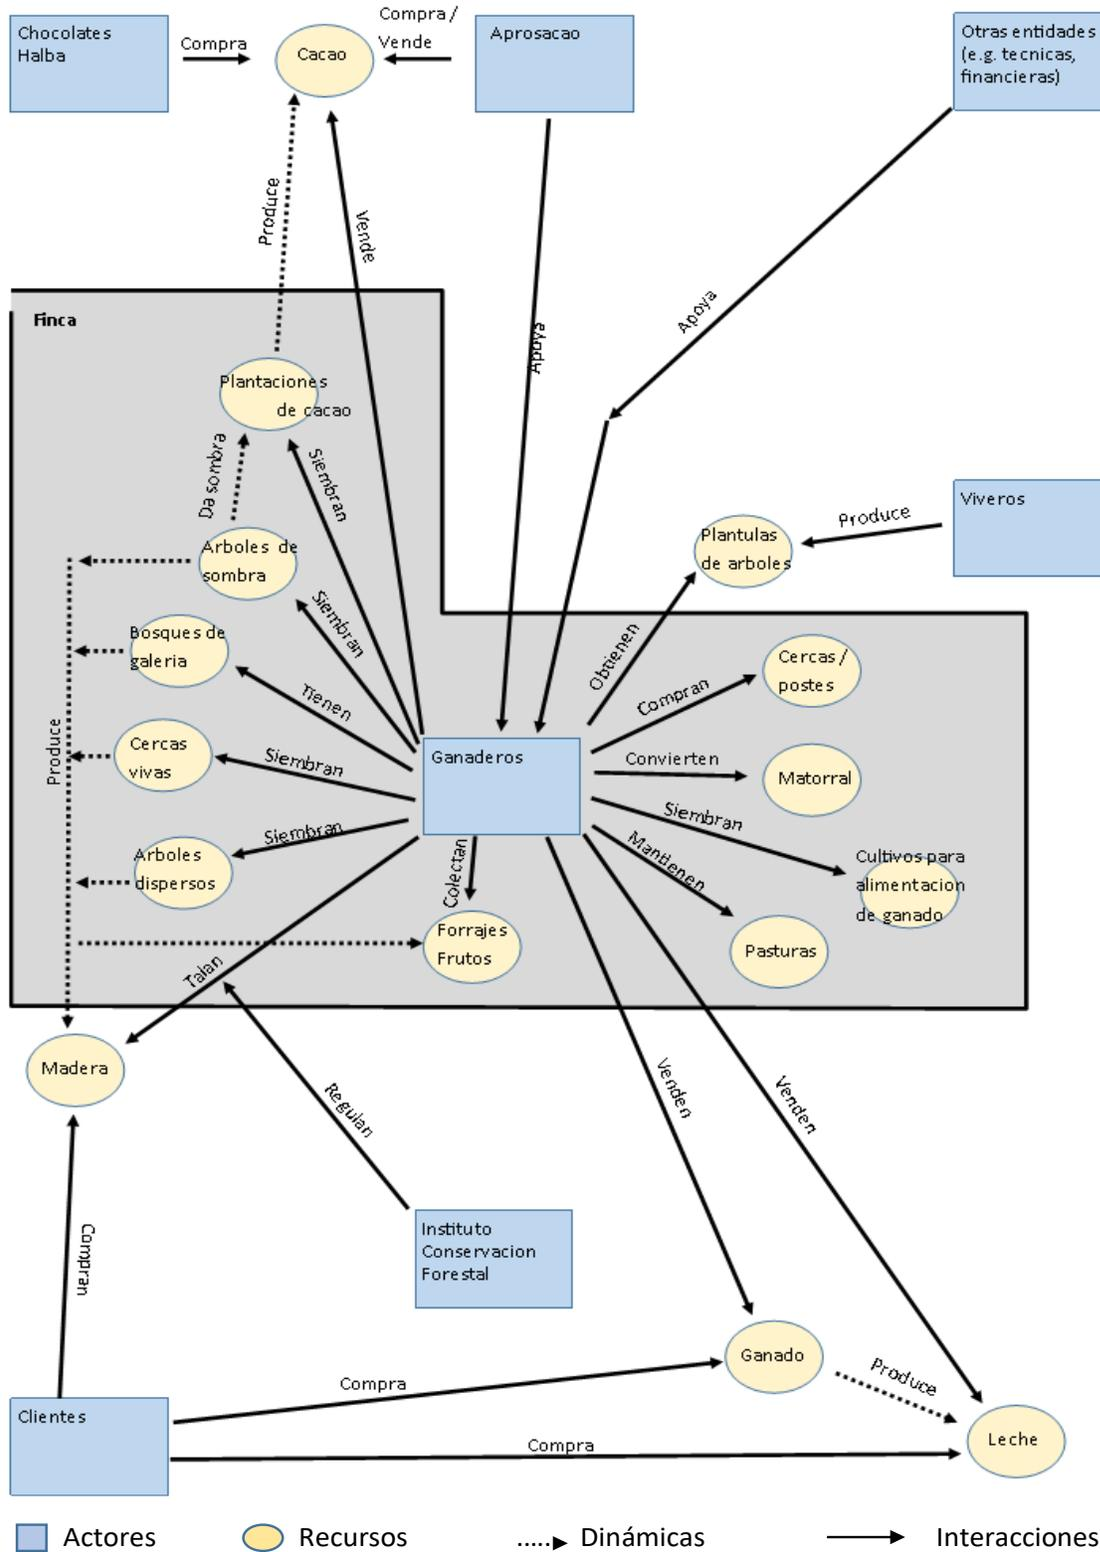 Chocolates
Halba
Compra
Cacao
Compra /
Vende
Aprosacao
Otras entidades
(e.g. tecnicas,
financieras)
Produce
Vende
Apoya
Apoya
Finca
Plantaciones
de cacao
Da sombra
Siembran
Viveros
Produce
Plantulas
de arboles
Arboles de
sombra
Siembran
Obtienen
Bosques de
galeria
Tienen
Cercas /
postes
Compran
Produce
Cercas
vivas
Siembran
Ganaderos
Convierten
Matorral
Siembran
Arboles
dispersos
Siembran
Colectan
Mantienen
Cultivos para
alimentacion
de ganado
Forrajes
Frutos
Pasturas
Talan
Madera
Regulan
Venden
Venden
Compran
Instituto
Conservacion
Forestal
Ganado
Produce
Compra
Clientes
Leche
Compra
Actores
Recursos
Dinámicas
Interacciones